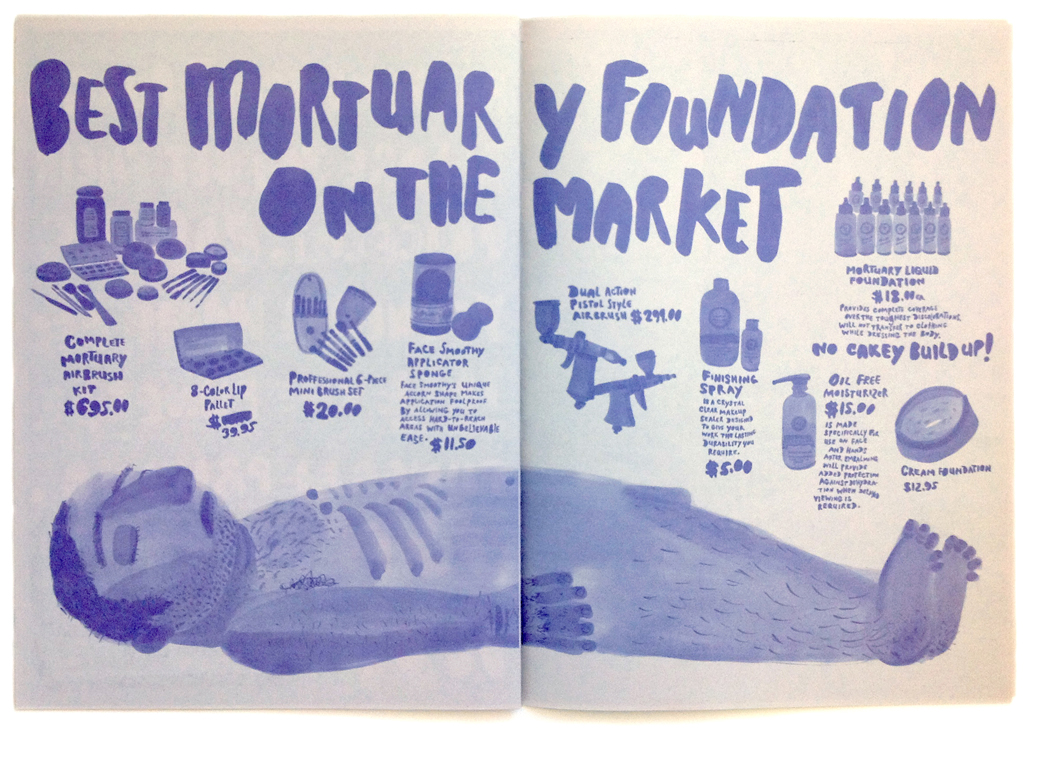 BEST MORTUARY FOUNDATION
ON THE MARKET
COMPLETE
MORTUARY
AIRBRUSH
KIT
$695.00
8-COLOR LIP
PALLET
$
39.95
PROFFESSIONAL 6-PIECE
MINI BRUSH SET
$20.00
FACE SMOOTHY
APPLICATOR
SPONGE
FACE SMOOTHY'S UNIQUE
ACORN SHAPE MAKES
APPLICATION FOOLPROOF
BY ALLOWING YOU TO
ACCESS HARD-TO-REACH
AREAS WITH UNBELIEVABLE
EASE.
$11.50
DUAL ACTION
PISTOL STYLE
AIRBRUSH $299.00
FINISHING
SPRAY
IS A CRYSTAL
CLEAR MAKEUP
SEALER DESIGNED
TO GIVE YOUR
WORK THE LASTING
DURABILITY YOU
REQUIRE.
$5.00
MORTUARY LIQUID
FOUNDATION
$18.00 EA
PROVIDES COMPLETE COVERAGE
OVER THE TOUGHEST DISCOLORATIONS,
WILL NOT TRANSFER TO CLOTHING
WHILE DRESSING THE BODY.
NO CAKEY BUILD UP!
OIL FREE
MOISTURIZER
$15.00
IS MADE
SPECIFICALLY FOR
USE ON FACE
AND HANDS
AFTER EMBALMING
WILL PROVIDE
ADDED PROTECTION
AGAINST DEHYDRA-
TION WHEN
VIEWING IS
REQUIRED.
CREAM FOUNDATION
$12.95